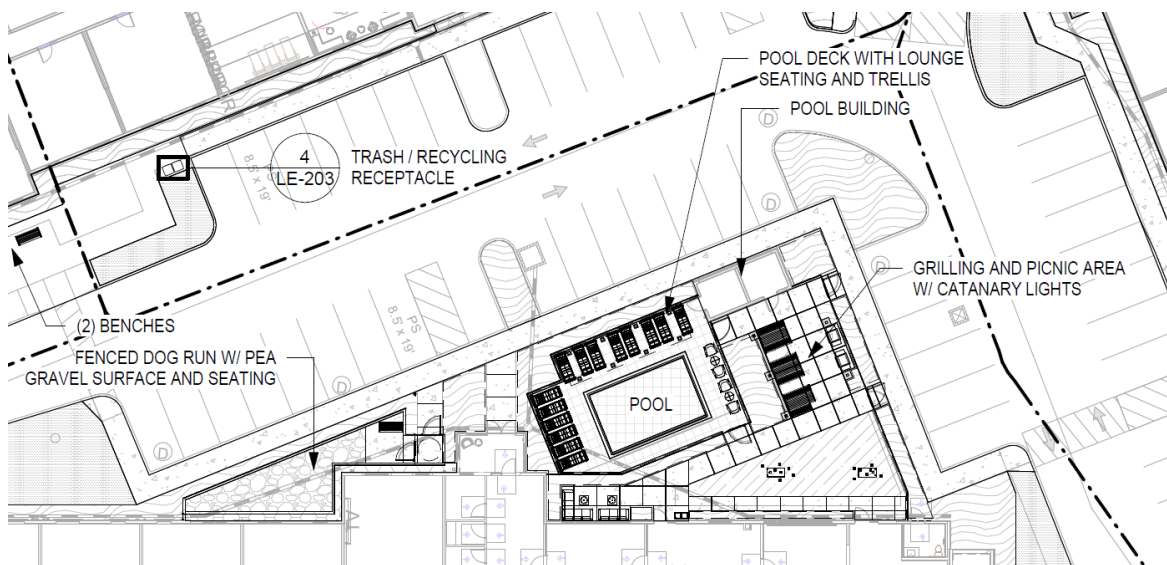 POOL DECK WITH LOUNGE
SEATING AND TRELLIS
POOL BUILDING
D
4
LE-203
TRASH / RECYCLING
RECEPTACLE
PS
8.5' x 19'
D
D
GRILLING AND PICNIC AREA
W/ CATANARY LIGHTS
(2) BENCHES
PS
8.5' x 19'
FENCED DOG RUN W/ PEA
GRAVEL SURFACE AND SEATING
D
POOL
D